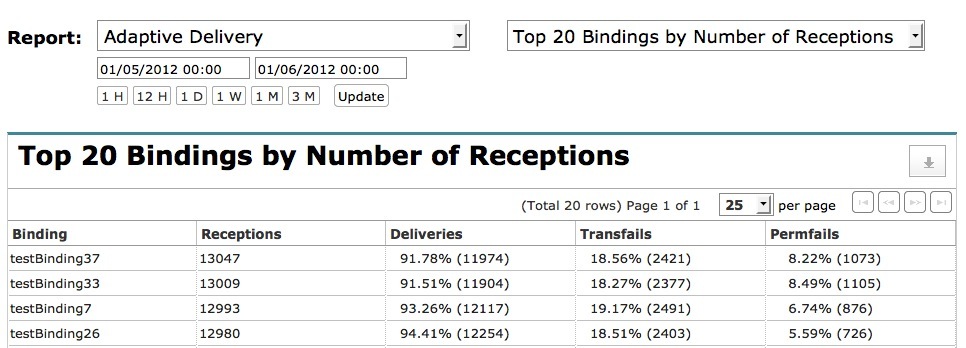 Report: Adaptive Delivery Top 20 Bindings by Number of Receptions
01/05/2012 00:00 01/06/2012 00:00
1 H 12 H 1 D 1 W 1 M 3 M Update
Top 20 Bindings by Number of Receptions
(Total 20 rows) Page 1 of 1 25 per page
Binding Receptions Deliveries Transfails Permfails
testBinding37 13047 91.78% (11974) 18.56% (2421) 8.22% (1073)
testBinding33 13009 91.51% (11904) 18.27% (2377) 8.49% (1105)
testBinding7 12993 93.26% (12117) 19.17% (2491) 6.74% (876)
testBinding26 12980 94.41% (12254) 18.51% (2403) 5.59% (726)